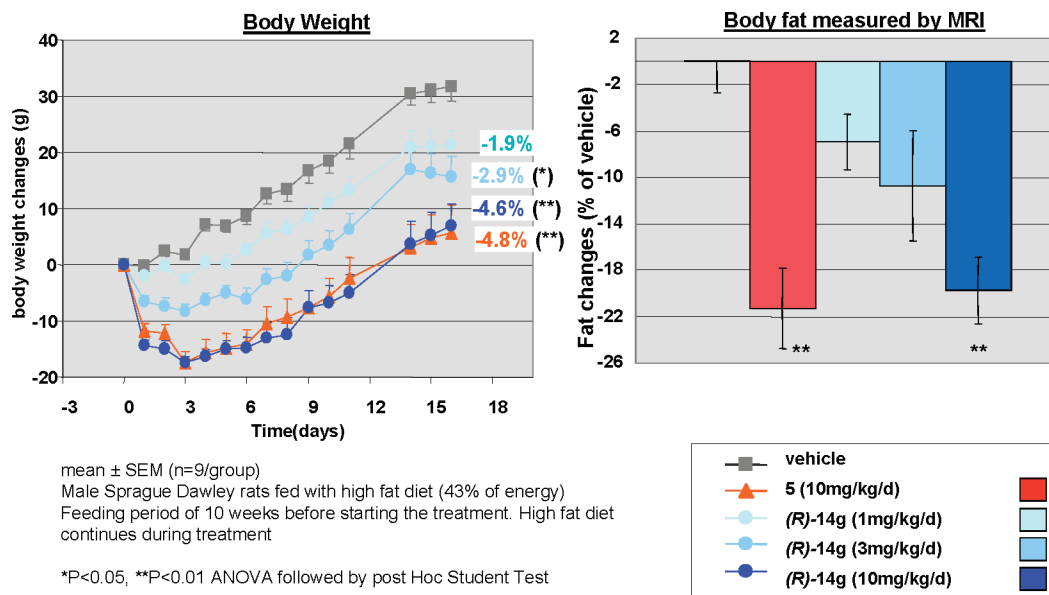 Body Weight
body weight changes (g)
40
30
20
10
0
-10
-20
-3
0
3
6
9
12
15
18
Time(days)
-1.9%
-2.9% (*)
-4.6% (**)
-4.8% (**)
Body fat measured by MRI
Fat changes (% of vehicle)
2
-2
-6
-10
-14
-18
-22
-26
**
**
mean ± SEM (n=9/group)
Male Sprague Dawley rats fed with high fat diet (43% of energy)
Feeding period of 10 weeks before starting the treatment. High fat diet
continues during treatment
*P<0.05, **P<0.01 ANOVA followed by post Hoc Student Test
vehicle
5 (10mg/kg/d)
(R)-14g (1mg/kg/d)
(R)-14g (3mg/kg/d)
(R)-14g (10mg/kg/d)